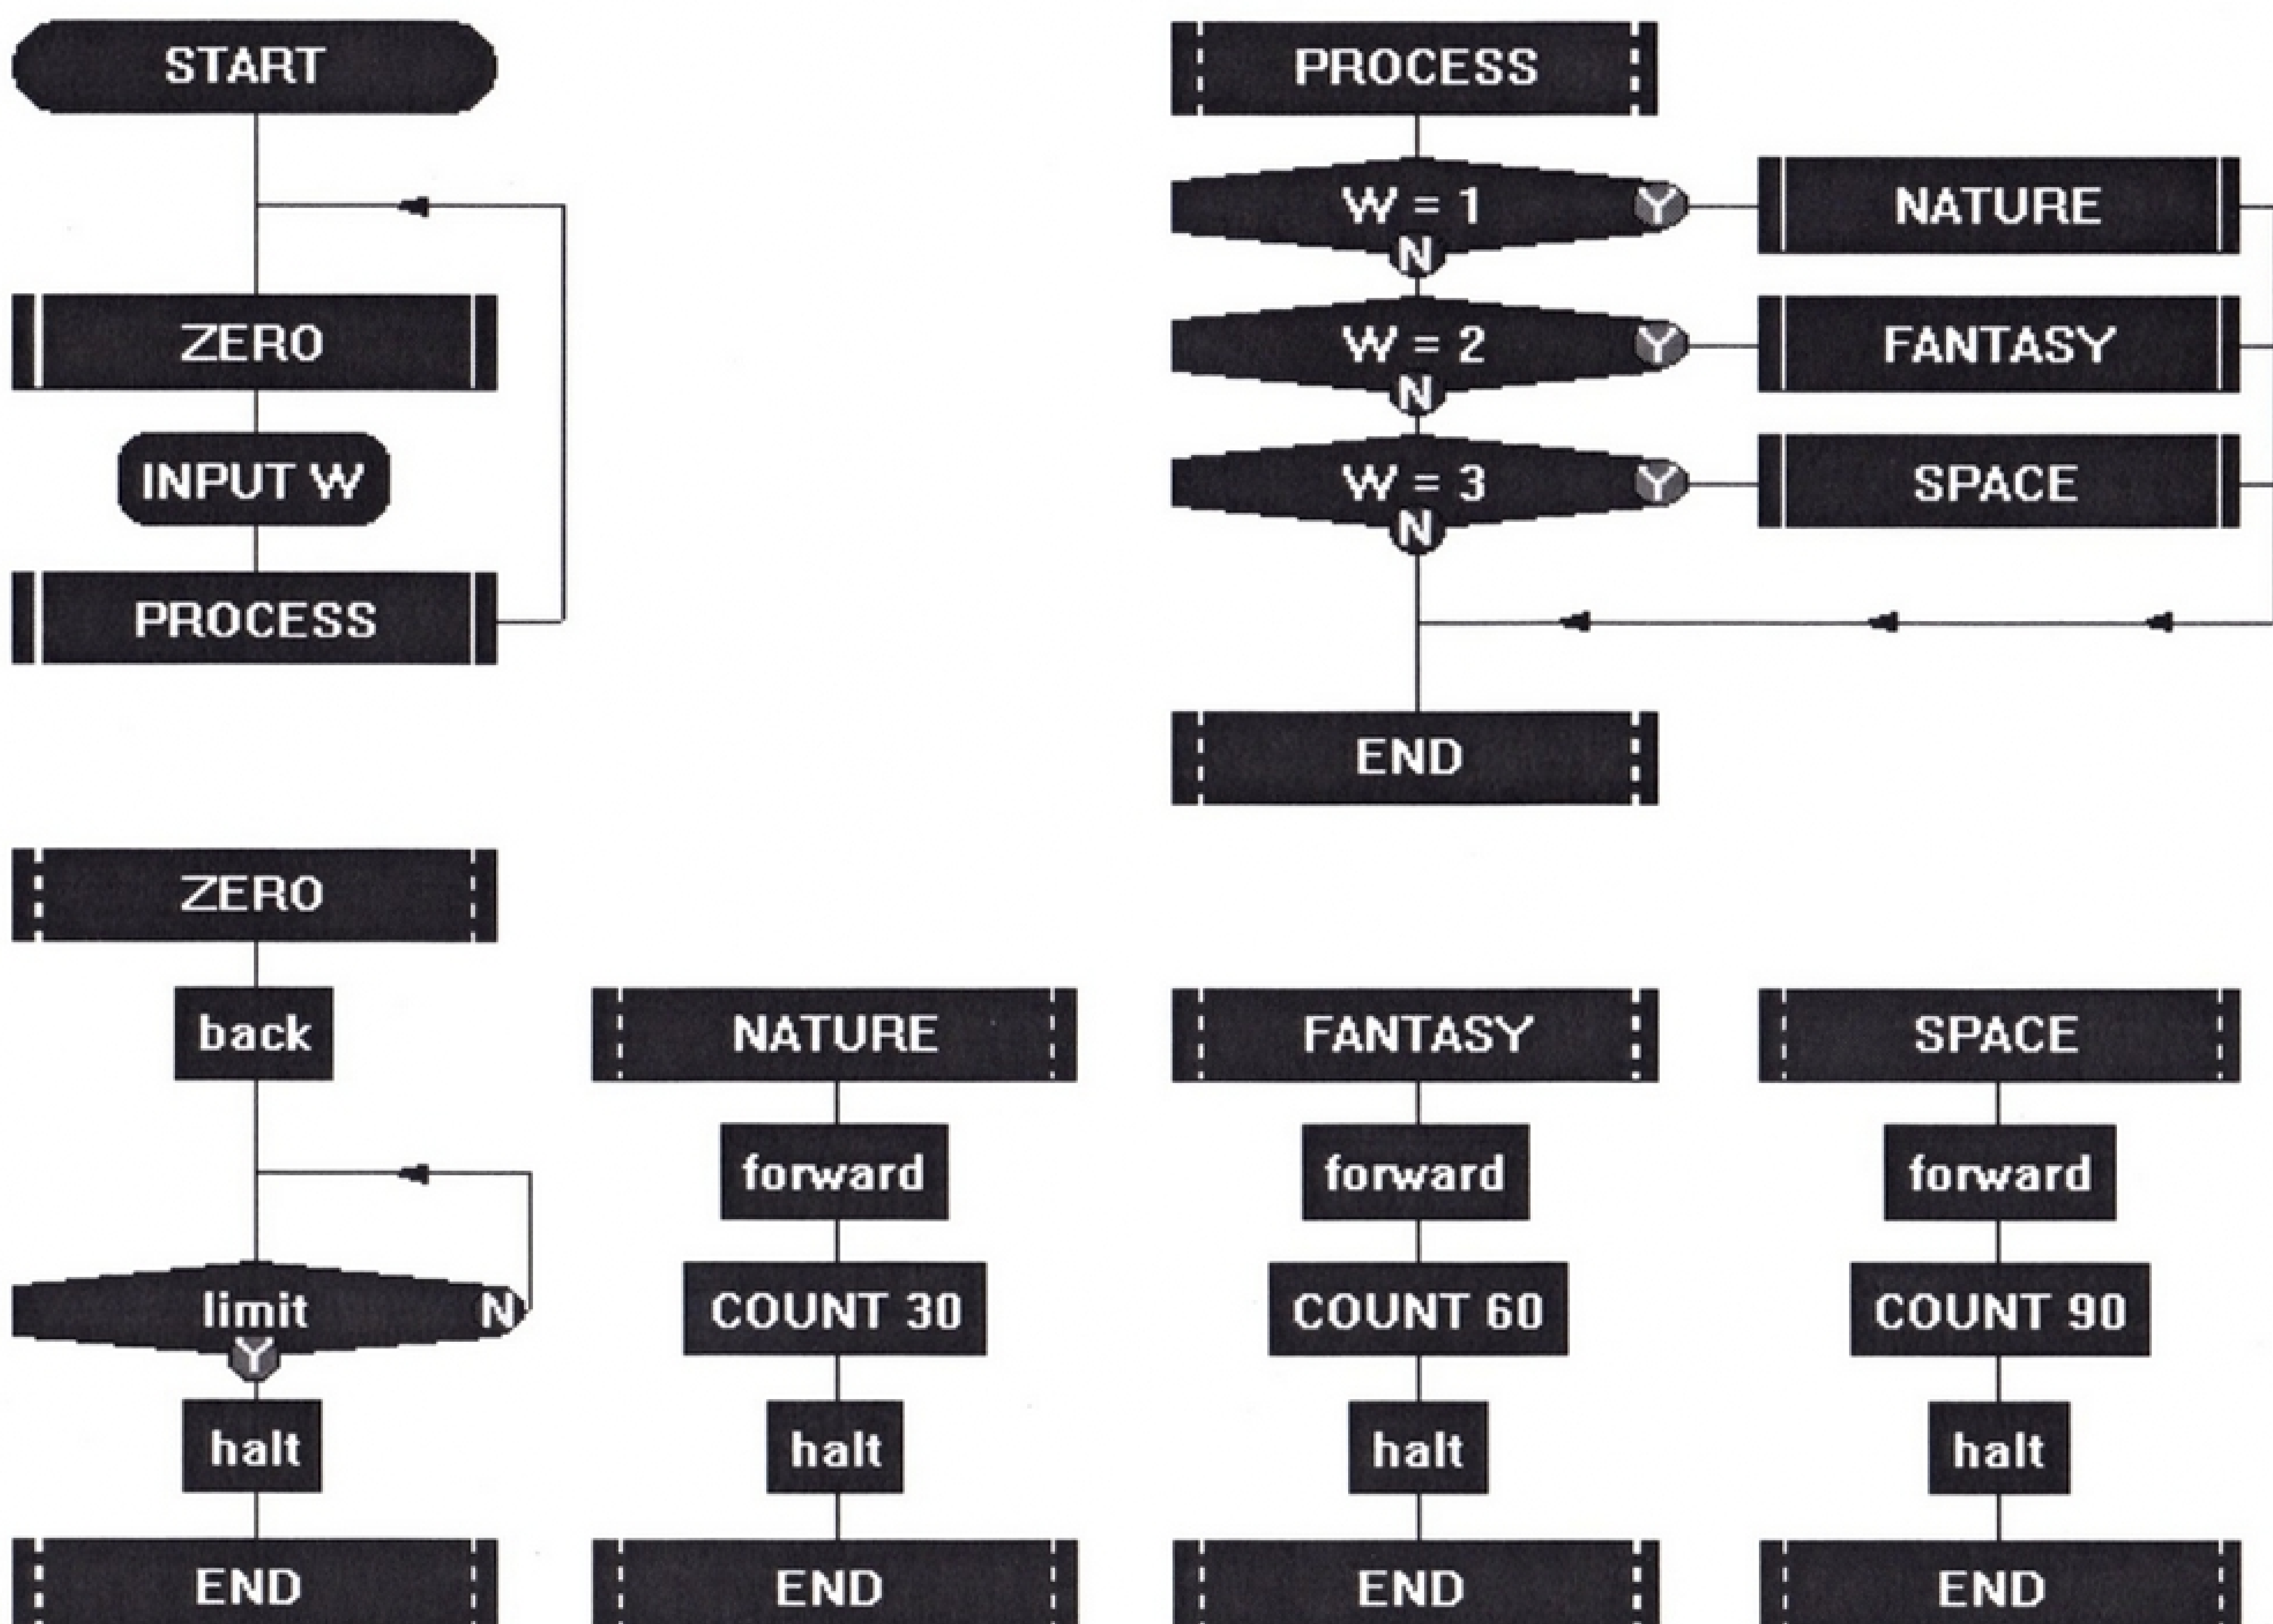 START
ZERO
INPUT W
PROCESS
PROCESS
W = 1
Y
NATURE
N
W = 2
Y
FANTASY
N
W = 3
Y
SPACE
N
END
ZERO
back
limit
N
Y
halt
END
NATURE
forward
COUNT 30
halt
END
FANTASY
forward
COUNT 60
halt
END
SPACE
forward
COUNT 90
halt
END